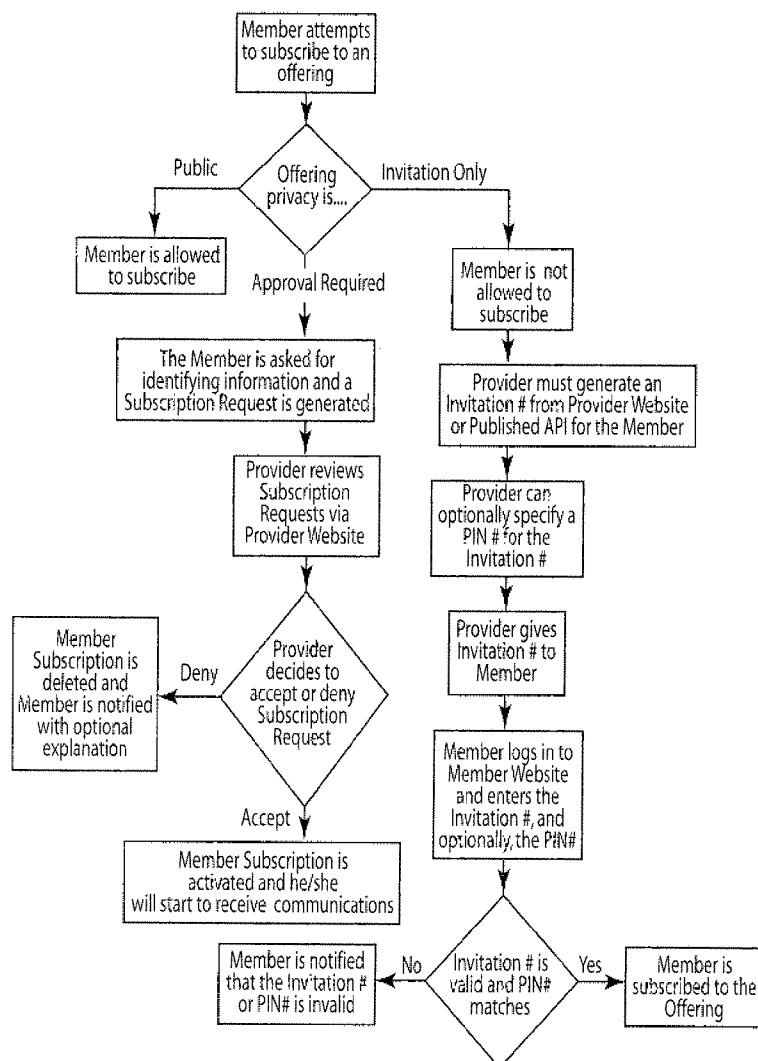 Member attempts
to subscribe to an
offering
Public
Offering
privacy is....
Invitation Only
Member is allowed
to subscribe
Approval Required
Member is not
allowed to
subscribe
The Member is asked for
identifying information and a
Subscription Request is generated
Provider must generate an
Invitation # from Provider Website
or Published API for the Member
Provider reviews
Subscription
Requests via
Provider Website
Provider can
optionally specify a
PIN # for the
Invitation #
Member
Subscription is
deleted and
Member is notified
with optional
explanation
Deny
Provider
decides to
accept or deny
Subscription
Request
Provider gives
Invitation # to
Member
Accept
Member logs in to
Member Website
and enters the
Invitation #, and
optionally, the PIN#
Member Subscription is
activated and he/she
will start to receive communications
Member is notified
that the Invitation #
or PIN# is invalid
No
Invitation # is
valid and PIN#
matches
Yes
Member is
subscribed to the
Offering